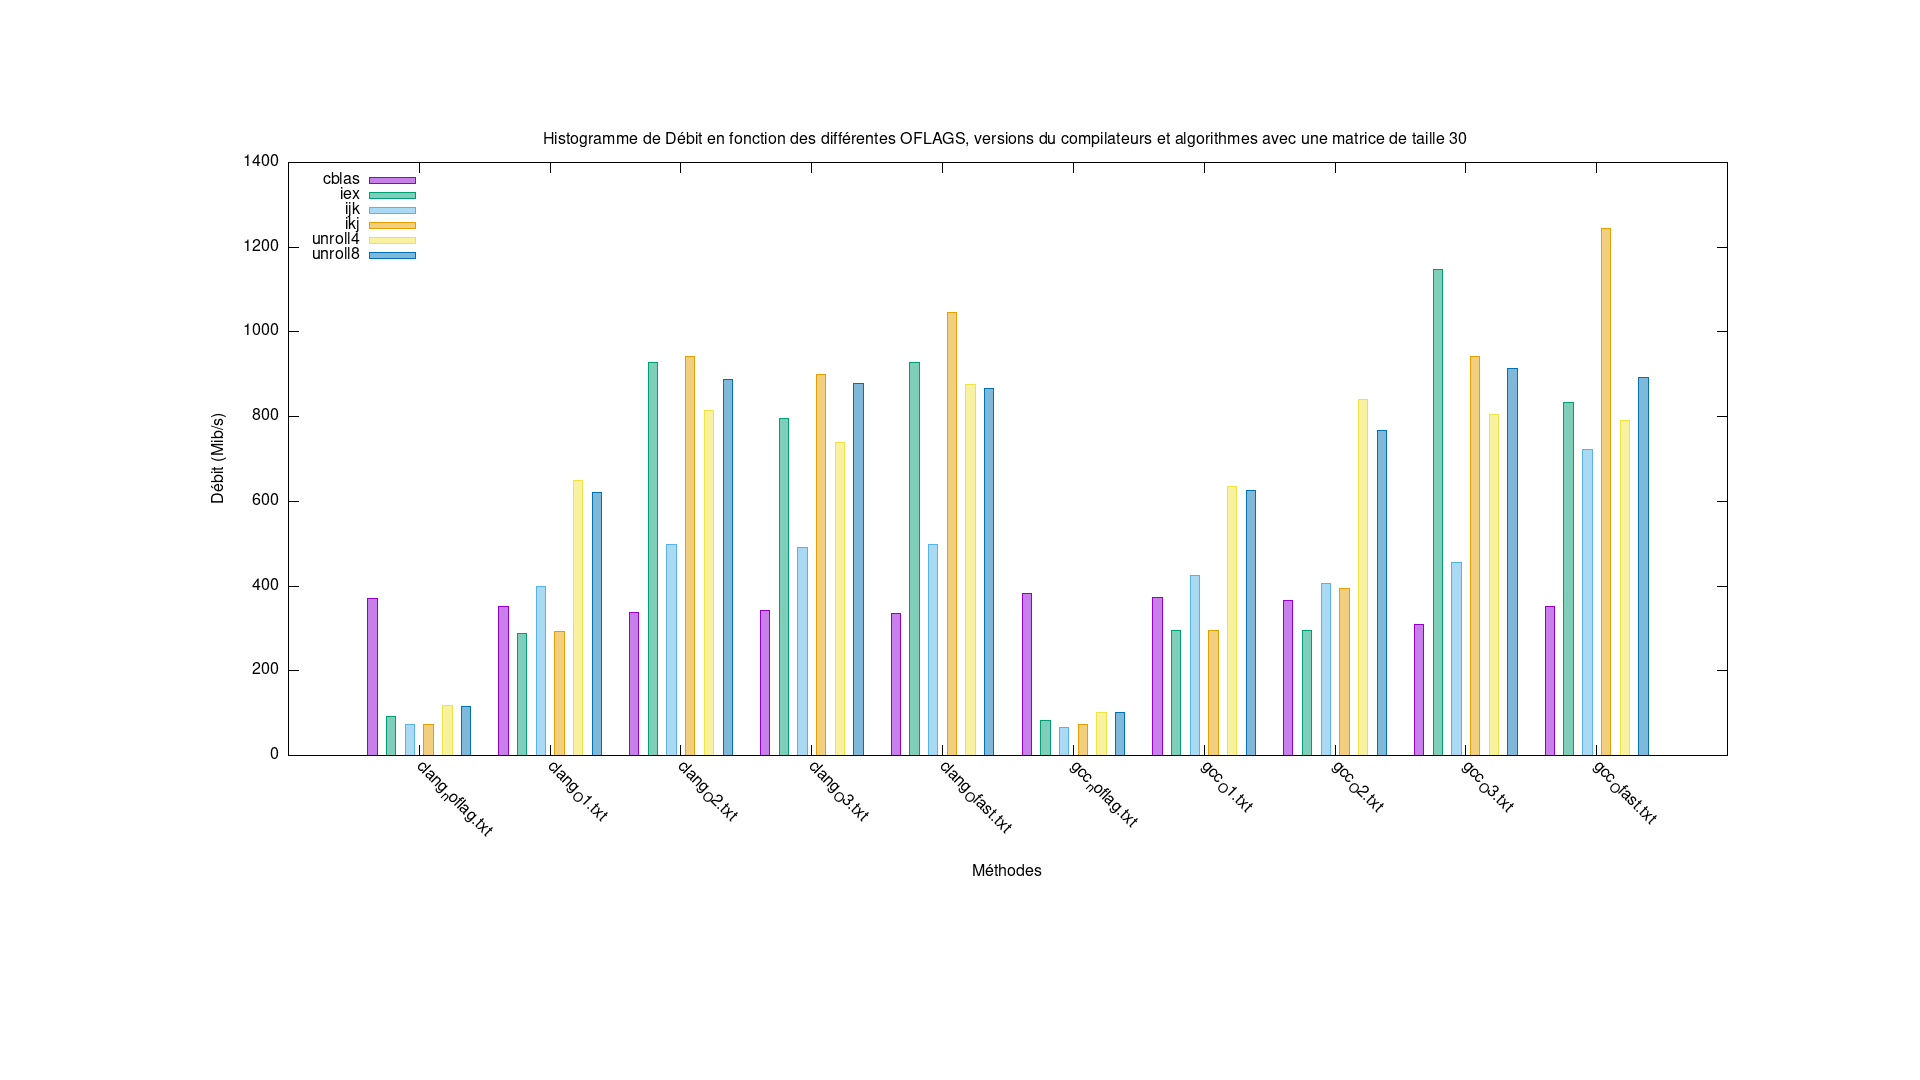 Histogramme de Débit en fonction des différentes OFLAGS, versions du compilateurs et algorithmes avec une matrice de taille 30
1400
1200
1000
800
600
400
200
0
Débit (Mib/s)
cblas
iex
ijk
ikj
unroll4
unroll8
clang_noflag.txt
clang_O1.txt
clang_O2.txt
clang_O3.txt
clang_Ofast.txt
gcc_noflag.txt
gcc_O1.txt
gcc_O2.txt
gcc_O3.txt
gcc_Ofast.txt
Méthodes